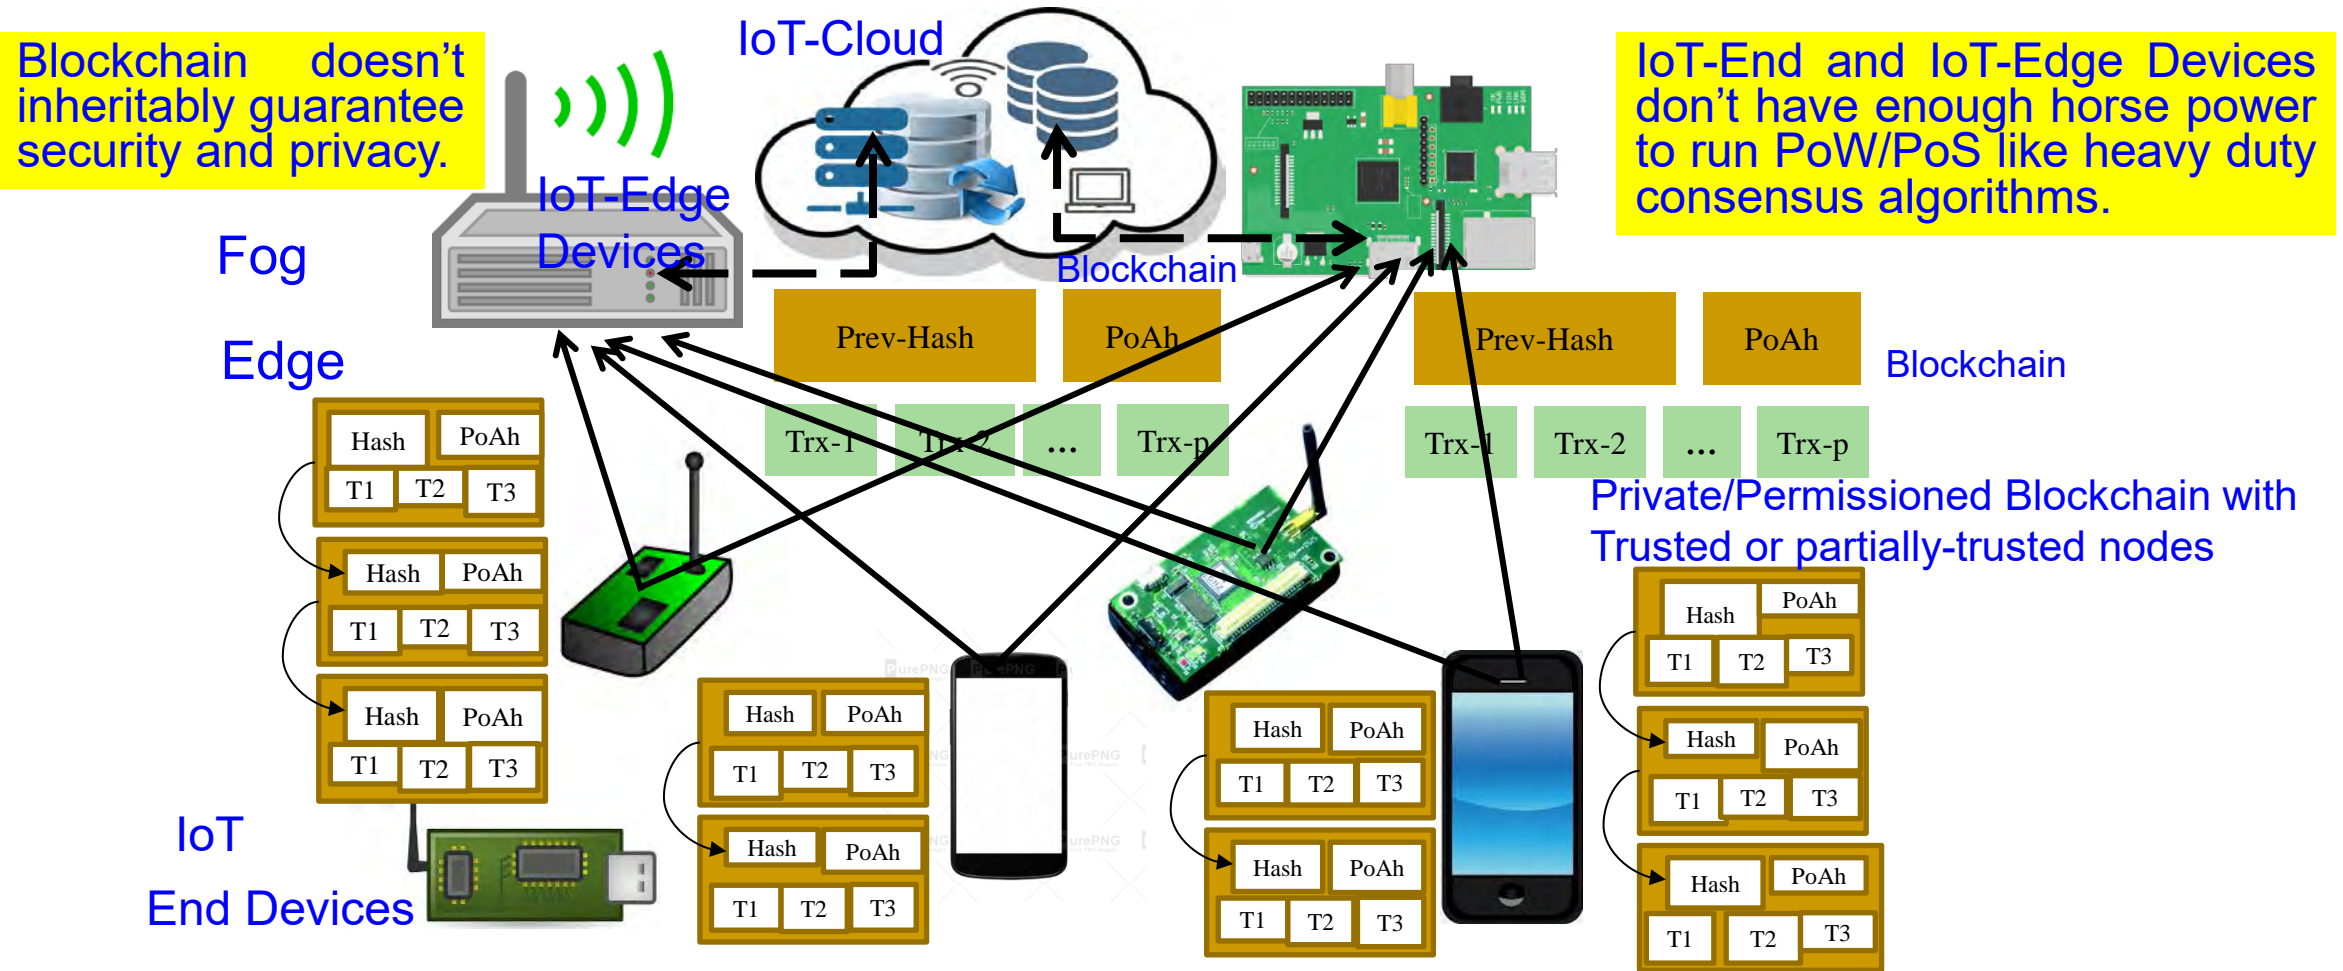 Blockchain doesn't
inheritably guarantee
security and privacy.
IoT-Cloud
IoT-End and IoT-Edge Devices
don't have enough horse power
to run PoW/PoS like heavy duty
consensus algorithms.
IoT-Edge
Devices
Fog
Edge
Blockchain
Prev-Hash PoAh
Trx-1 Trx-2 ... Trx-p
Prev-Hash PoAh
Blockchain
Trx-1 Trx-2 ... Trx-p
Private/Permissioned Blockchain with
Trusted or partially-trusted nodes
Hash PoAh
T1 T2 T3
Hash PoAh
T1 T2 T3
Hash PoAh
T1 T2 T3
IoT
End Devices
PurePNG
Hash PoAh
T1 T2 T3
Hash PoAh
T1 T2 T3
Hash PoAh
T1 T2 T3
Hash PoAh
T1 T2 T3
Hash PoAh
T1 T2 T3
Hash PoAh
T1 T2 T3
Hash PoAh
T1 T2 T3